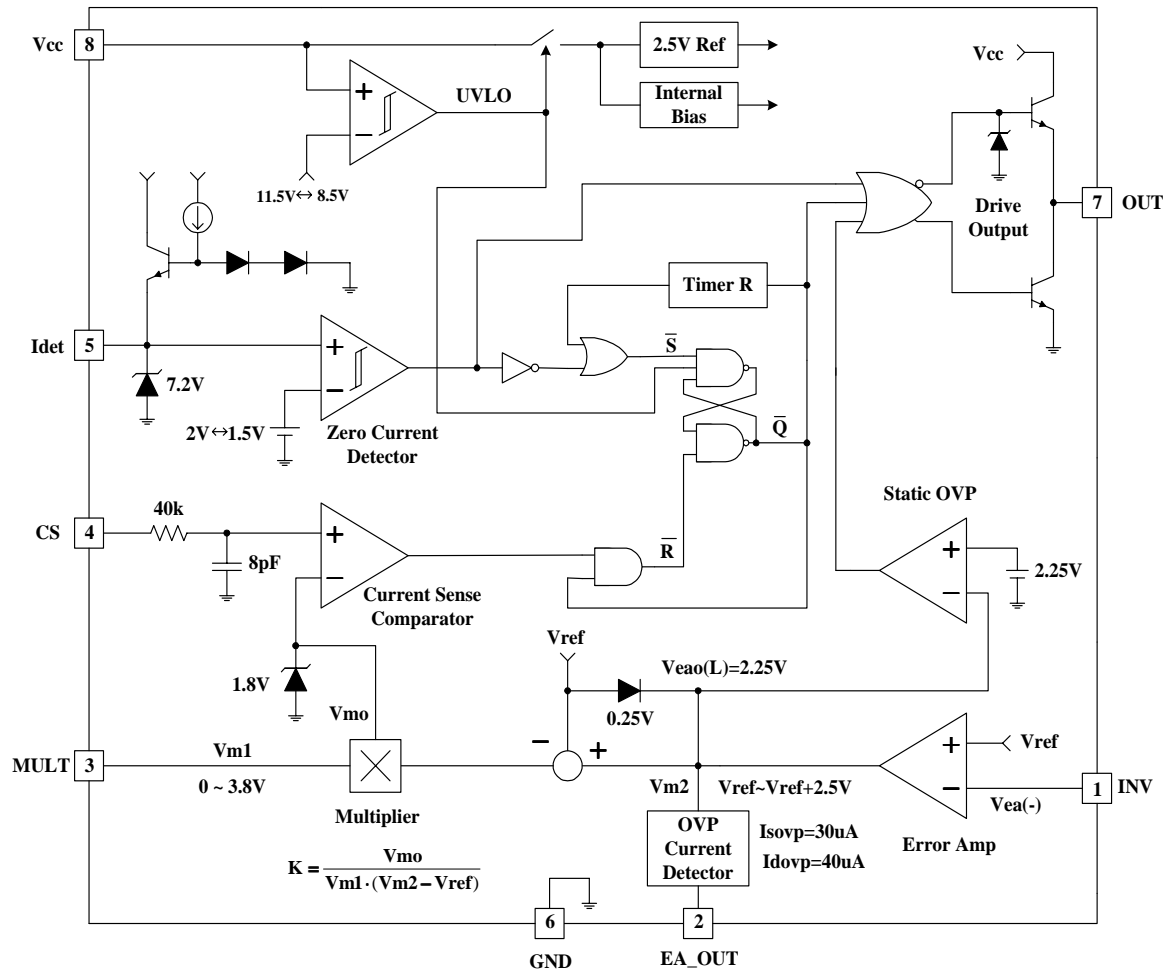 Vcc
8
2.5V Ref
Vcc
UVLO
Internal
Bias
+
−
11.5V↔ 8.5V
Drive
Output
7
OUT
Timer R
Idet
5
+
−
S̅
7.2V
2V↔1.5V
Zero Current
Detector
Q̅
Static OVP
40k
CS
4
+
−
8pF
R̅
+
−
2.25V
Current Sense
Comparator
Vref
Veao(L)=2.25V
1.8V
Vmo
0.25V
−
+
+
−
Vref
MULT
3
Vm1
0 ~ 3.8V
Vm2
Vref~Vref+2.5V
Vea(-)
1
INV
Multiplier
OVP
Current
Detector
Isovp=30uA
Idovp=40uA
Error Amp
K = Vmo / Vm1·(Vm2−Vref)
6
GND
2
EA_OUT